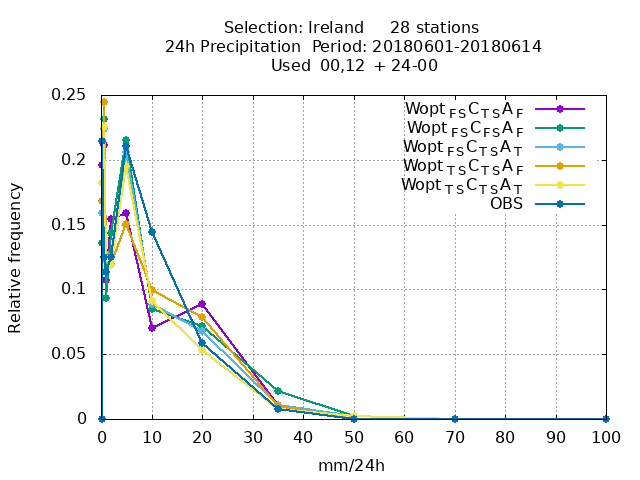 Selection: Ireland 28 stations
24h Precipitation Period: 20180601-20180614
Used 00,12 + 24-00
0.25
0.2
0.15
0.1
0.05
0
Relative frequency
Wopt FS C TS A F
Wopt FS C FS A F
Wopt FS C TS A T
Wopt TS C TS A F
Wopt TS C TS A T
OBS
0 10 20 30 40 50 60 70 80 90 100
mm/24h